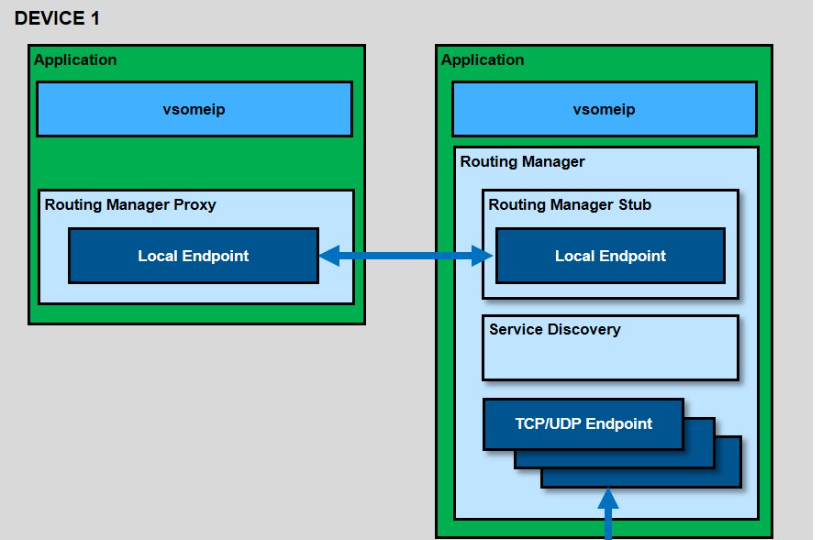 DEVICE 1
Application
vsomeip
Routing Manager Proxy
Local Endpoint
Application
vsomeip
Routing Manager
Routing Manager Stub
Local Endpoint
Service Discovery
TCP/UDP Endpoint